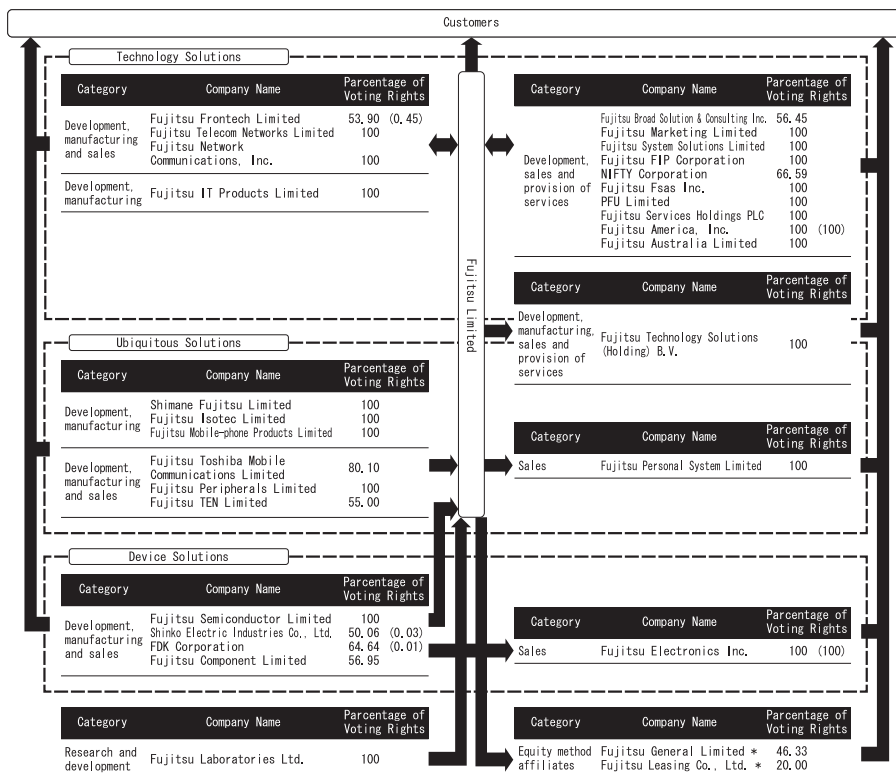 Customers
Technology Solutions
Category Company Name Parcentage of Voting Rights
Development, manufacturing and sales
Fujitsu Frontech Limited 53.90 (0.45)
Fujitsu Telecom Networks Limited 100
Fujitsu Network
Communications, Inc. 100
Development, manufacturing
Fujitsu IT Products Limited 100
Category Company Name Parcentage of Voting Rights
Development, sales and provision of services
Fujitsu Broad Solution & Consulting Inc. 56.45
Fujitsu Marketing Limited 100
Fujitsu System Solutions Limited 100
Fujitsu FIP Corporation 100
NIFTY Corporation 66.59
Fujitsu Fsas Inc. 100
PFU Limited 100
Fujitsu Services Holdings PLC 100
Fujitsu America, Inc. 100 (100)
Fujitsu Australia Limited 100
Fujitsu Limited
Category Company Name Parcentage of Voting Rights
Development, manufacturing, sales and provision of services
Fujitsu Technology Solutions
(Holding) B.V. 100
Ubiquitous Solutions
Category Company Name Parcentage of Voting Rights
Development, manufacturing
Shimane Fujitsu Limited 100
Fujitsu Isotec Limited 100
Fujitsu Mobile-phone Products Limited 100
Development, manufacturing and sales
Fujitsu Toshiba Mobile
Communications Limited 80.10
Fujitsu Peripherals Limited 100
Fujitsu TEN Limited 55.00
Category Company Name Parcentage of Voting Rights
Sales Fujitsu Personal System Limited 100
Device Solutions
Category Company Name Parcentage of Voting Rights
Development, manufacturing and sales
Fujitsu Semiconductor Limited 100
Shinko Electric Industries Co., Ltd. 50.06 (0.03)
FDK Corporation 64.64 (0.01)
Fujitsu Component Limited 56.95
Category Company Name Parcentage of Voting Rights
Sales Fujitsu Electronics Inc. 100 (100)
Category Company Name Parcentage of Voting Rights
Research and development
Fujitsu Laboratories Ltd. 100
Category Company Name Parcentage of Voting Rights
Equity method affiliates
Fujitsu General Limited * 46.33
Fujitsu Leasing Co., Ltd. * 20.00